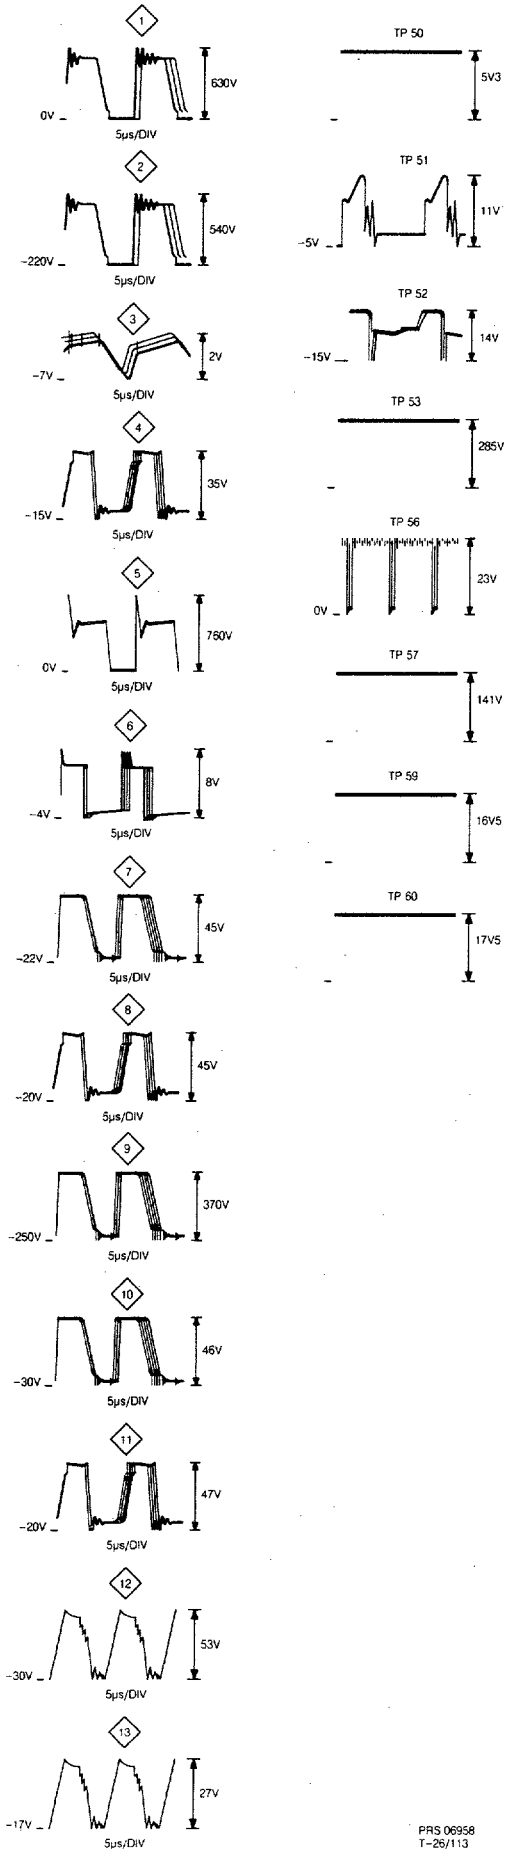 1
630V
0V
5µs/DIV
2
540V
-220V
5µs/DIV
3
2V
-7V
5µs/DIV
4
35V
-15V
5µs/DIV
5
760V
0V
5µs/DIV
6
8V
-4V
5µs/DIV
7
45V
-22V
5µs/DIV
8
45V
-20V
5µs/DIV
9
370V
-250V
5µs/DIV
10
46V
-30V
5µs/DIV
11
47V
-20V
5µs/DIV
12
53V
-30V
5µs/DIV
13
27V
-17V
5µs/DIV
TP 50
5V3
TP 51
11V
-5V
TP 52
14V
-15V
TP 53
285V
TP 56
23V
0V
TP 57
141V
TP 59
16V5
TP 60
17V5
PRS 06958
T-26/113